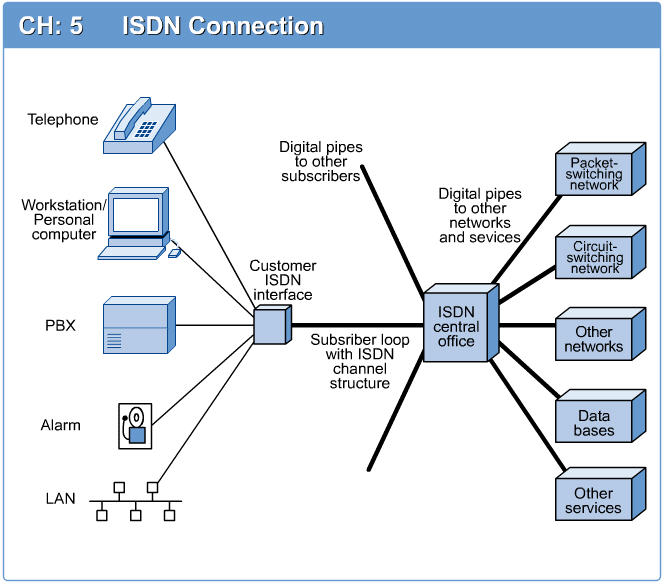 CH: 5 ISDN Connection
Telephone
Workstation/
Personal
computer
PBX
Alarm
LAN
Customer
ISDN
interface
Digital pipes
to other
subscribers
Subsriber loop
with ISDN
channel
structure
Digital pipes
to other
networks
and sevices
ISDN
central
office
Packet-
switching
network
Circuit-
switching
network
Other
networks
Data
bases
Other
services